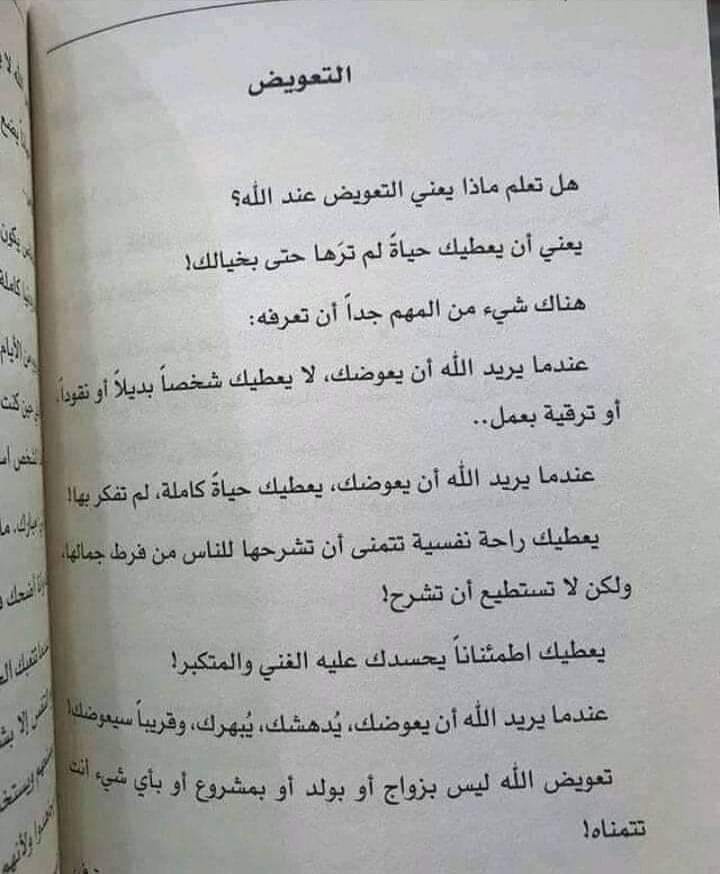 التعويض
هل تعلم ماذا يعني التعويض عند الله؟
يعني أن يعطيك حياةً لم ترَها حتى بخيالك!
هناك شيء من المهم جداً أن تعرفه:
عندما يريد الله أن يعوضك، لا يعطيك شخصاً بديلاً أو نقوداً،
أو ترقية بعمل..
عندما يريد الله أن يعوضك، يعطيك حياةً كاملة، لم تفكر بها!
يعطيك راحة نفسية تتمنى أن تشرحها للناس من فرط جمالها،
ولكن لا تستطيع أن تشرح!
يعطيك اطمئناناً يحسدك عليه الغني والمتكبر!
عندما يريد الله أن يعوضك، يُدهشك، يُبهرك، وقريباً سيعوضك!
تعويض الله ليس بزواج أو بولد أو بمشروع أو بأي شيء أنت
تتمناه!